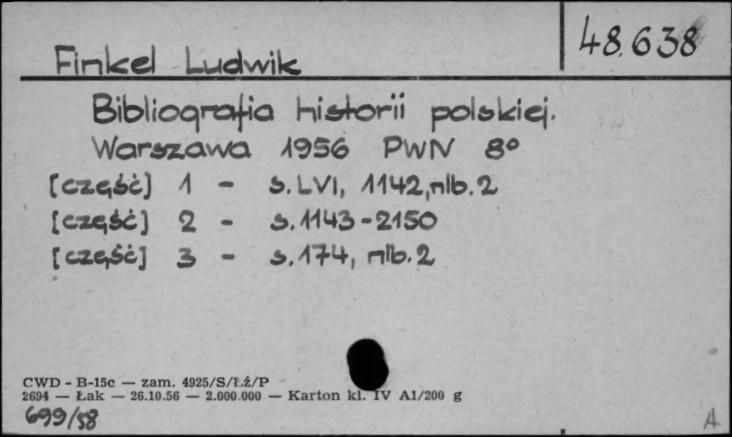 48.638
Finkel Ludwik
Bibliografia historii polskiej.
Warszawa 1956 PWN 8°
[część] 1 - s. LVI, 1142, nlb. 2
[część] 2 - s. 1143-2150
[część] 3 - s. 174, nlb. 2
CWD - B-15c — zam. 4925/S/Łź/P
2694 — Łak — 26.10.56 — 2.000.000 — Karton kl. IV A1/200 g
699/58
A